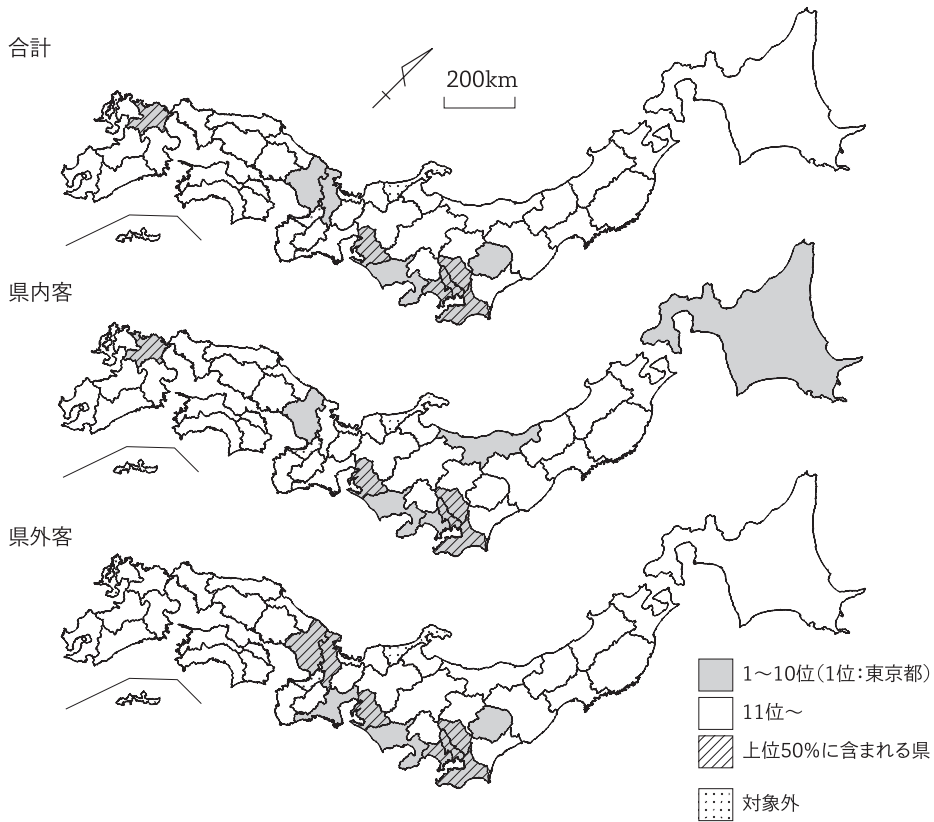 合計
200km
県内客
県外客
1〜10位（1位：東京都）
11位〜
上位50％に含まれる県
対象外